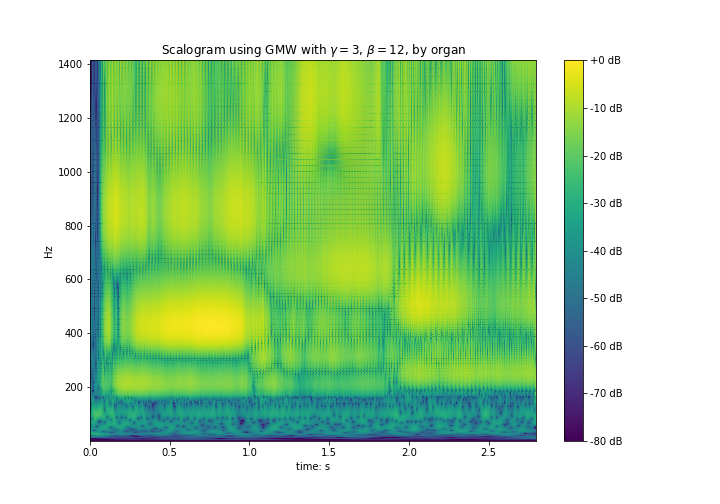 Scalogram using GMW with γ = 3, β = 12, by organ
Hz
1400
1200
1000
800
600
400
200
0.0 0.5 1.0 1.5 2.0 2.5
time: s
+0 dB
-10 dB
-20 dB
-30 dB
-40 dB
-50 dB
-60 dB
-70 dB
-80 dB